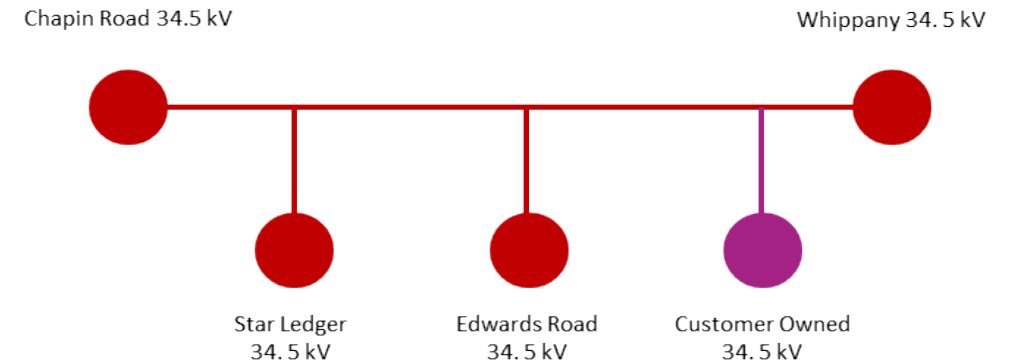 Chapin Road 34.5 kV
Whippany 34. 5 kV
Star Ledger
34. 5 kV
Edwards Road
34. 5 kV
Customer Owned
34. 5 kV